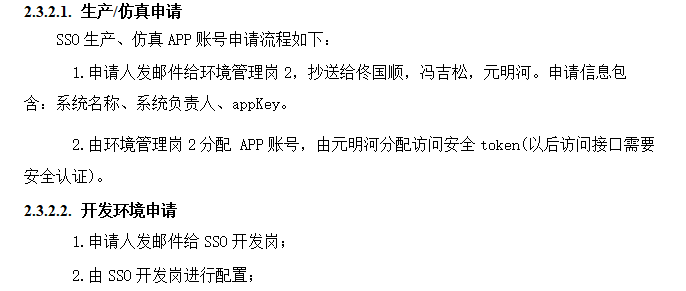 2.3.2.1. 生产/仿真申请
SSO 生产、仿真 APP 账号申请流程如下：
1.申请人发邮件给环境管理岗 2，抄送给佟国顺，冯吉松，元明河。申请信息包
含：系统名称、系统负责人、appKey。
2.由环境管理岗 2 分配 APP 账号，由元明河分配访问安全 token(以后访问接口需要
安全认证)。
2.3.2.2. 开发环境申请
1.申请人发邮件给 SSO 开发岗；
2.由 SSO 开发岗进行配置；